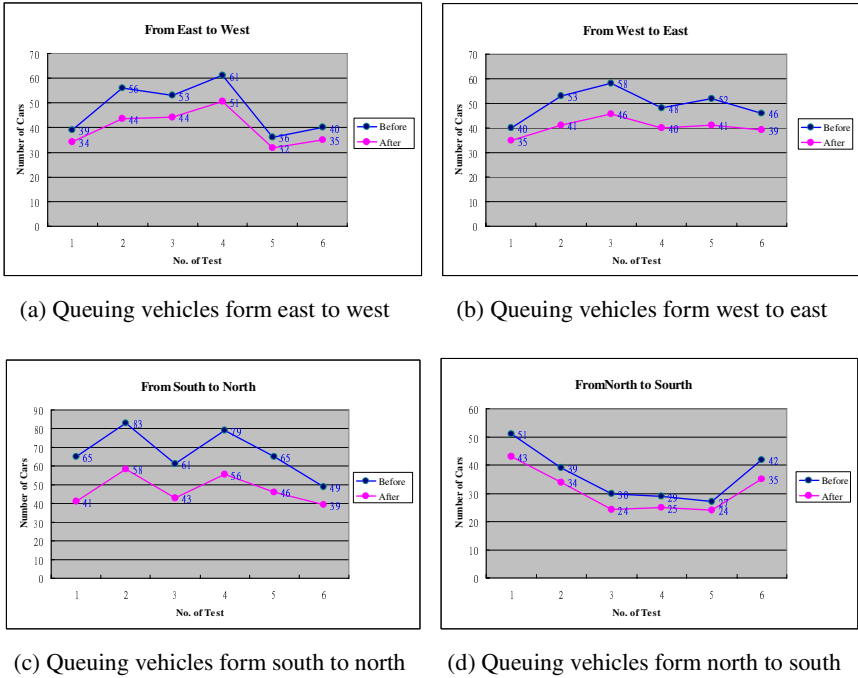 From East to West
70
60
50
40
30
20
10
0
Number of Cars
39 56 53 61 36 40
34 44 44 51 32 35
1 2 3 4 5 6
No. of Test
Before
After
(a) Queuing vehicles form east to west
From West to East
70
60
50
40
30
20
10
0
Number of Cars
40 53 58 48 52 46
35 41 46 40 41 39
1 2 3 4 5 6
No. of Test
Before
After
(b) Queuing vehicles form west to east
From South to North
90
80
70
60
50
40
30
20
10
0
Number of Cars
65 83 61 79 65 49
41 58 43 56 46 39
1 2 3 4 5 6
No. of Test
Before
After
(c) Queuing vehicles form south to north
FromNorth to Sourth
60
50
40
30
20
10
0
Number of Cars
51 39 30 29 27 42
43 34 24 25 24 35
1 2 3 4 5 6
No. of Test
Before
After
(d) Queuing vehicles form north to south